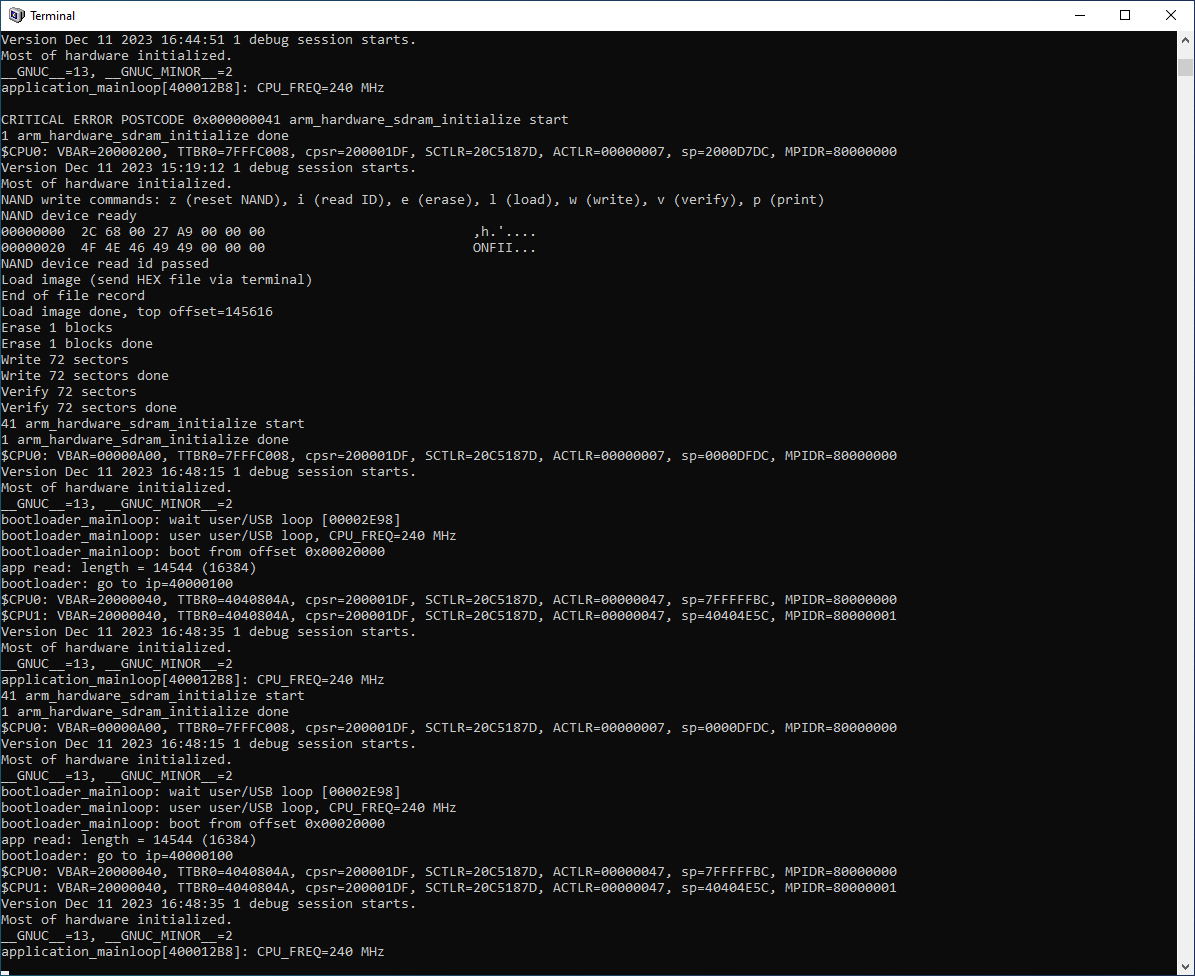 Terminal
Version Dec 11 2023 16:44:51 1 debug session starts.
Most of hardware initialized.
__GNUC__=13, __GNUC_MINOR__=2
application_mainloop[400012B8]: CPU_FREQ=240 MHz
CRITICAL ERROR POSTCODE 0x000000041 arm_hardware_sdram_initialize start
1 arm_hardware_sdram_initialize done
$CPU0: VBAR=20000200, TTBR0=7FFFC008, cpsr=200001DF, SCTLR=20C5187D, ACTLR=00000007, sp=2000D7DC, MPIDR=80000000
Version Dec 11 2023 15:19:12 1 debug session starts.
Most of hardware initialized.
NAND write commands: z (reset NAND), i (read ID), e (erase), l (load), w (write), v (verify), p (print)
NAND device ready
00000000  2C 68 00 27 A9 00 00 00                          ,h.'....
00000020  4F 4E 46 49 49 00 00 00                          ONFII...
NAND device read id passed
Load image (send HEX file via terminal)
End of file record
Load image done, top offset=145616
Erase 1 blocks
Erase 1 blocks done
Write 72 sectors
Write 72 sectors done
Verify 72 sectors
Verify 72 sectors done
41 arm_hardware_sdram_initialize start
1 arm_hardware_sdram_initialize done
$CPU0: VBAR=00000A00, TTBR0=7FFFC008, cpsr=200001DF, SCTLR=20C5187D, ACTLR=00000007, sp=0000DFDC, MPIDR=80000000
Version Dec 11 2023 16:48:15 1 debug session starts.
Most of hardware initialized.
__GNUC__=13, __GNUC_MINOR__=2
bootloader_mainloop: wait user/USB loop [00002E98]
bootloader_mainloop: user user/USB loop, CPU_FREQ=240 MHz
bootloader_mainloop: boot from offset 0x00020000
app read: length = 14544 (16384)
bootloader: go to ip=40000100
$CPU0: VBAR=20000040, TTBR0=4040804A, cpsr=200001DF, SCTLR=20C5187D, ACTLR=00000047, sp=7FFFFFBC, MPIDR=80000000
$CPU1: VBAR=20000040, TTBR0=4040804A, cpsr=200001DF, SCTLR=20C5187D, ACTLR=00000047, sp=40404E5C, MPIDR=80000001
Version Dec 11 2023 16:48:35 1 debug session starts.
Most of hardware initialized.
__GNUC__=13, __GNUC_MINOR__=2
application_mainloop[400012B8]: CPU_FREQ=240 MHz
41 arm_hardware_sdram_initialize start
1 arm_hardware_sdram_initialize done
$CPU0: VBAR=00000A00, TTBR0=7FFFC008, cpsr=200001DF, SCTLR=20C5187D, ACTLR=00000007, sp=0000DFDC, MPIDR=80000000
Version Dec 11 2023 16:48:15 1 debug session starts.
Most of hardware initialized.
__GNUC__=13, __GNUC_MINOR__=2
bootloader_mainloop: wait user/USB loop [00002E98]
bootloader_mainloop: user user/USB loop, CPU_FREQ=240 MHz
bootloader_mainloop: boot from offset 0x00020000
app read: length = 14544 (16384)
bootloader: go to ip=40000100
$CPU0: VBAR=20000040, TTBR0=4040804A, cpsr=200001DF, SCTLR=20C5187D, ACTLR=00000047, sp=7FFFFFBC, MPIDR=80000000
$CPU1: VBAR=20000040, TTBR0=4040804A, cpsr=200001DF, SCTLR=20C5187D, ACTLR=00000047, sp=40404E5C, MPIDR=80000001
Version Dec 11 2023 16:48:35 1 debug session starts.
Most of hardware initialized.
__GNUC__=13, __GNUC_MINOR__=2
application_mainloop[400012B8]: CPU_FREQ=240 MHz